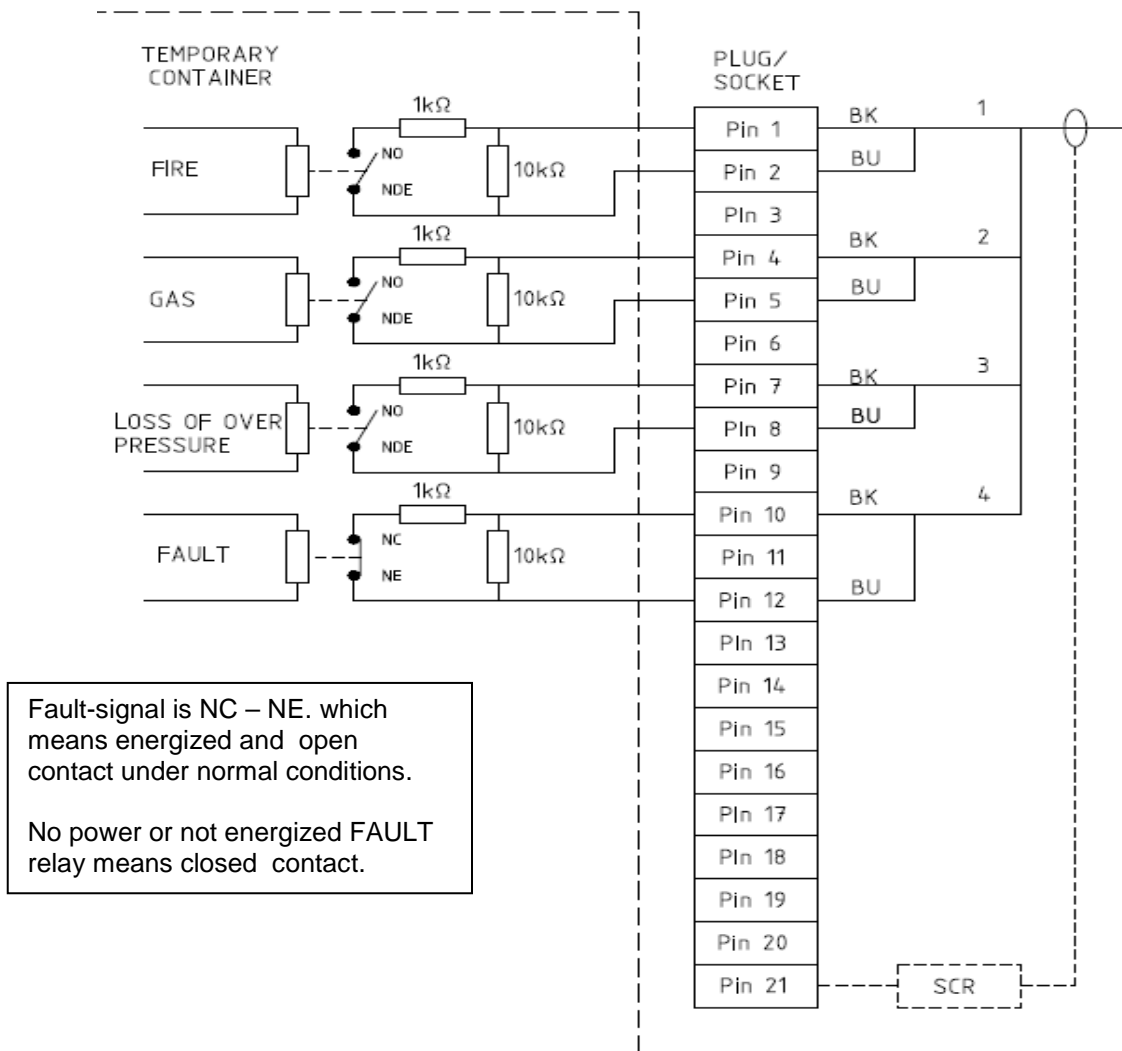 TEMPORARY
CONTAINER
PLUG/
SOCKET
1kΩ
FIRE
NO
NDE
10kΩ
Pin 1
BK
1
Pin 2
BU
PIn 3
1kΩ
GAS
NO
NDE
10kΩ
Pin 4
BK
2
Pin 5
BU
Pin 6
1kΩ
LOSS OF OVER
PRESSURE
NO
NDE
10kΩ
Pin 7
BK
3
PIn 8
BU
Pin 9
1kΩ
FAULT
NC
NE
10kΩ
Pin 10
BK
4
Pin 11
Pin 12
BU
PIn 13
Pin 14
Pin 15
Pin 16
PIn 17
PIn 18
Pin 19
Pin 20
Pin 21
SCR
Fault-signal is NC – NE. which
means energized and open
contact under normal conditions.
No power or not energized FAULT
relay means closed contact.